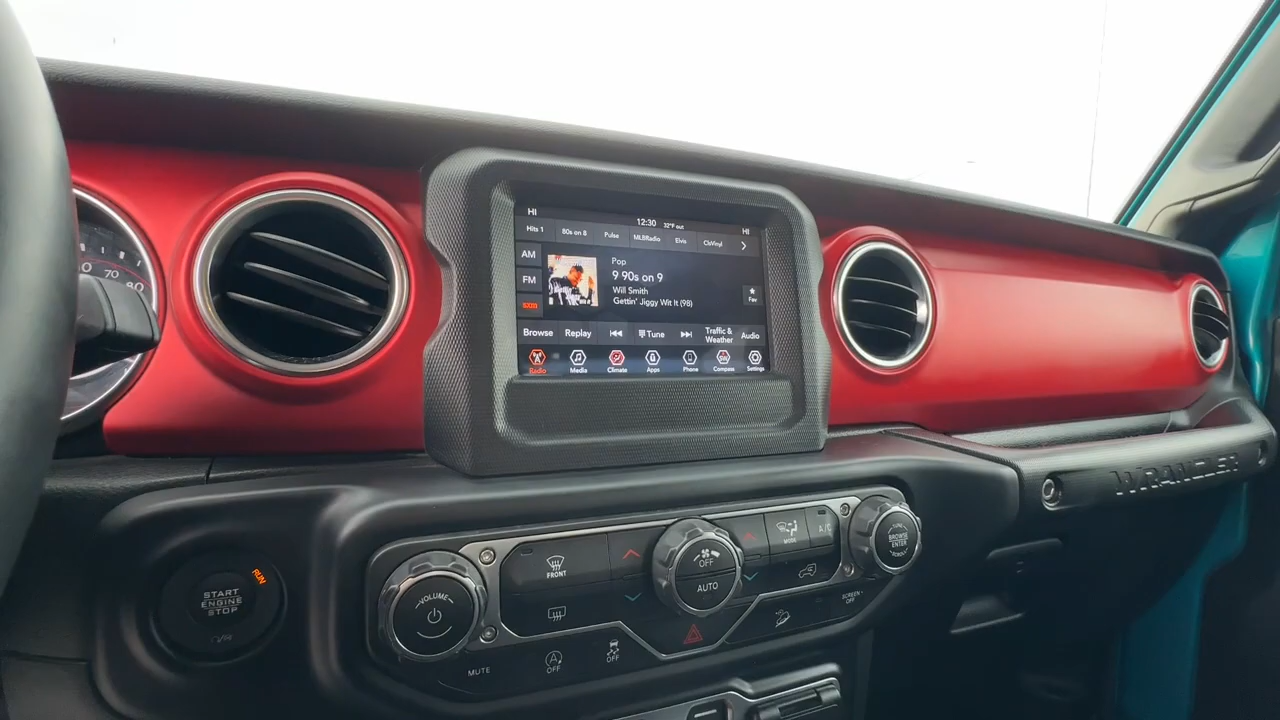 70
80
HI
12:30
32°F out
HI
Hits 1
80s on 8
Pulse
MLBRadio
Elvis
ClsVinyl
AM
FM
sxm
Pop
9 90s on 9
Will Smith
Gettin' Jiggy Wit It (98)
Fav
Browse
Replay
Tune
Traffic &
Weather
Audio
Radio
Media
Climate
Apps
Phone
Compass
Settings
WRANGLER
START
ENGINE
STOP
RUN
VOLUME
MUTE
FRONT
OFF
OFF
OFF
AUTO
MODE
A/C
SCREEN
OFF
TUNE
BROWSE
ENTER
SCROLL